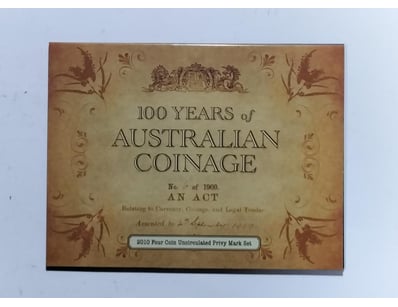 100 YEARS of
AUSTRALIAN
COINAGE
No. 6 of 1909.
AN ACT
Relating to Currency, Coinage, and Legal Tender
Assented to
2010 Four Coin Uncirculated Privy Mark Set